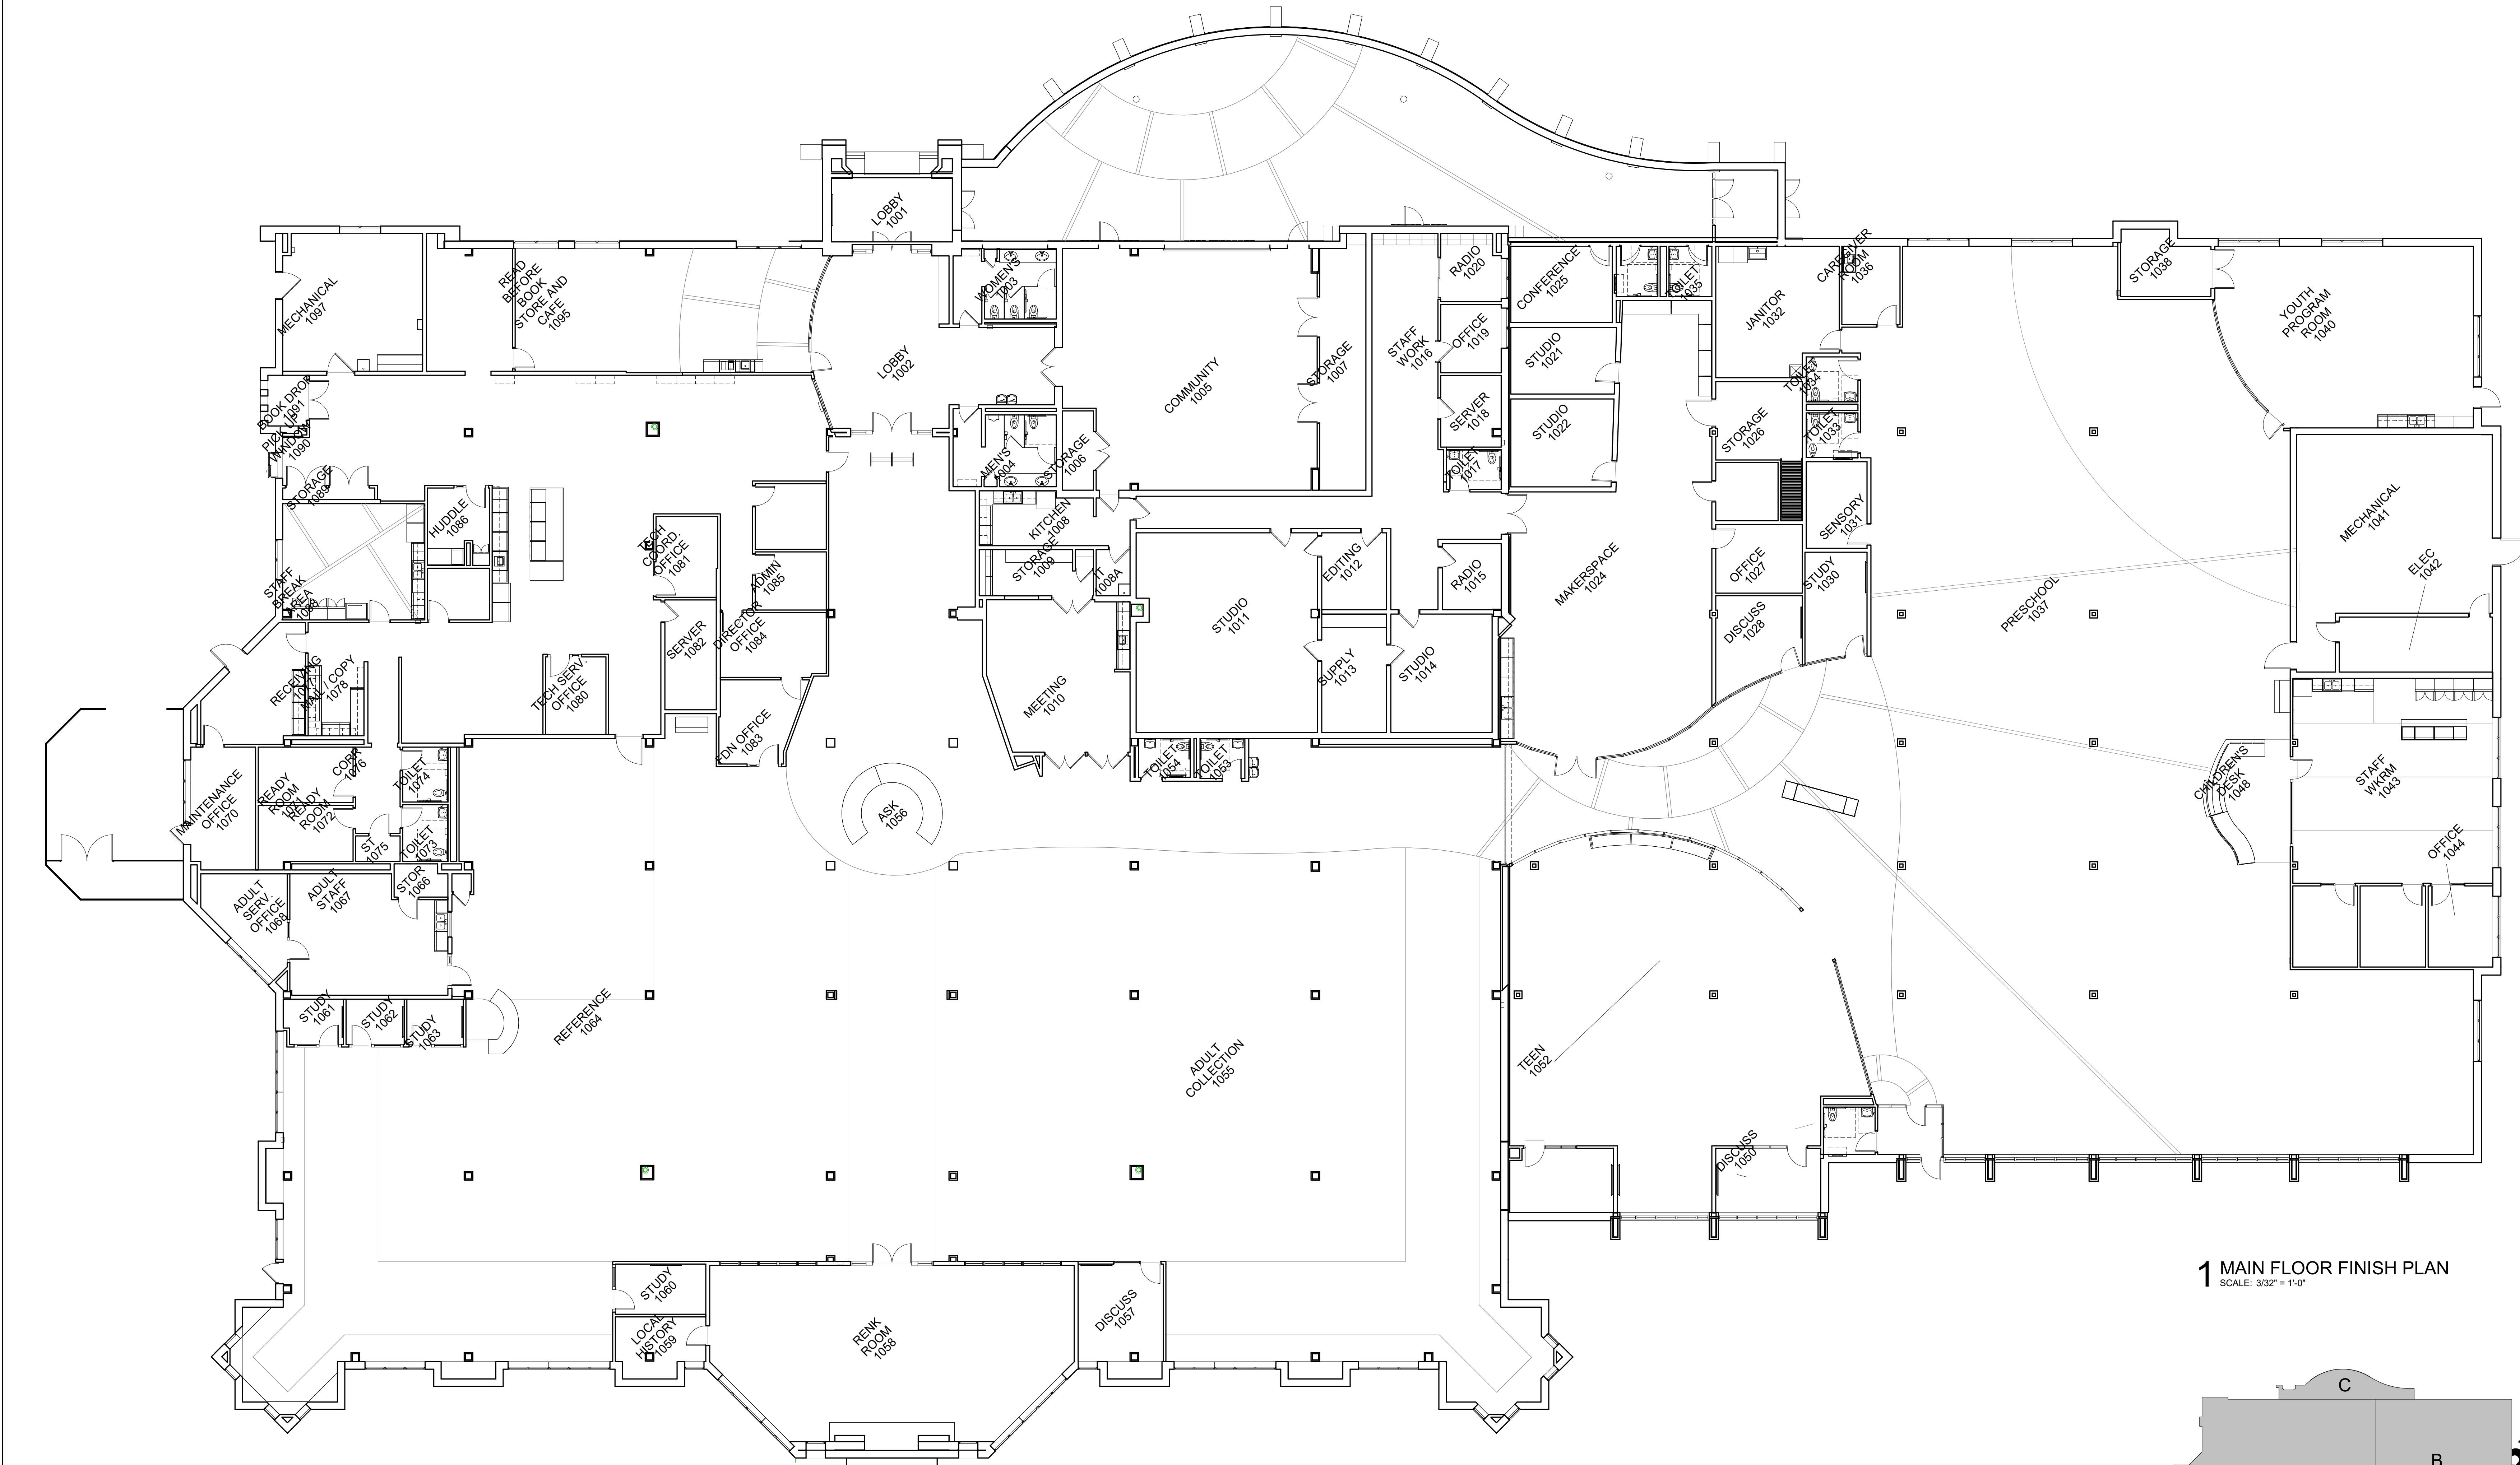 LOBBY
1001
MECHANICAL
1097
READ
BEFORE
BOOK
STORE AND
CAFE
1095
LOBBY
1002
WOMEN'S
1003
COMMUNITY
1005
STORAGE
1007
STAFF
WORK
1016
RADIO
1020
OFFICE
1019
SERVER
1018
TOILET
1017
CONFERENCE
1025
STUDIO
1021
STUDIO
1022
TOILET
1035
JANITOR
1032
CAREGIVER
ROOM
1036
STORAGE
1038
YOUTH
PROGRAM
ROOM
1040
BOOK DROP
1091
PICK UP
WINDOW
1090
STORAGE
1089
HUDDLE
1086
STAFF
BREAK
AREA
1088
TECH
COORD.
OFFICE
1081
ADMIN
1085
DIRECTOR
OFFICE
1084
SERVER
1082
FDN OFFICE
1083
MEN'S
1004
STORAGE
1006
KITCHEN
1008
STORAGE
1009
IT
1008A
MEETING
1010
STUDIO
1011
EDITING
1012
SUPPLY
1013
STUDIO
1014
RADIO
1015
MAKERSPACE
1024
STORAGE
1026
TOILET
1034
TOILET
1033
SENSORY
1031
OFFICE
1027
STUDY
1030
DISCUSS
1028
PRESCHOOL
1037
MECHANICAL
1041
ELEC
1042
RECEIVING
1077
MAIL / COPY
1078
TECH SERV.
OFFICE
1080
MAINTENANCE
OFFICE
1070
READY
ROOM
1071
READY
ROOM
1072
CORR
1076
TOILET
1074
TOILET
1073
ST
1075
STOR
1066
ADULT
SERV.
OFFICE
1068
ADULT
STAFF
1067
TOILET
1054
TOILET
1053
ASK
1056
CHILDREN'S
DESK
1048
STAFF
WKRM
1043
OFFICE
1044
STUDY
1061
STUDY
1062
STUDY
1063
REFERENCE
1064
ADULT
COLLECTION
1055
TEEN
1052
DISCUSS
1050
STUDY
1060
LOCAL
HISTORY
1059
RENK
ROOM
1058
DISCUSS
1057
1 MAIN FLOOR FINISH PLAN
SCALE: 3/32" = 1'-0"
C
B